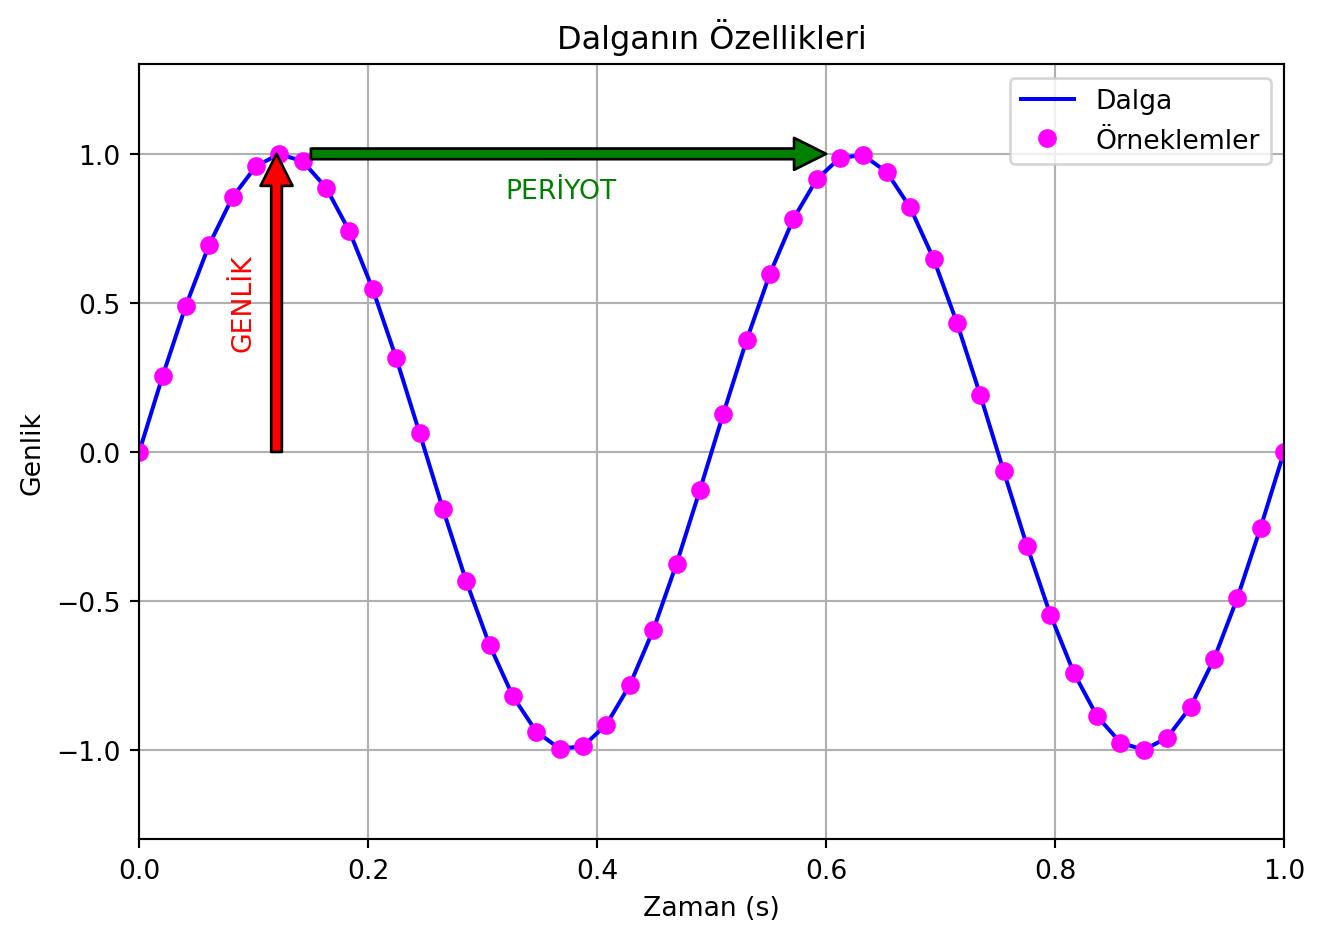 Dalganın Özellikleri
Dalga
Örneklemler
PERİYOT
GENLİK
Genlik
1.0
0.5
0.0
−0.5
−1.0
0.0 0.2 0.4 0.6 0.8 1.0
Zaman (s)